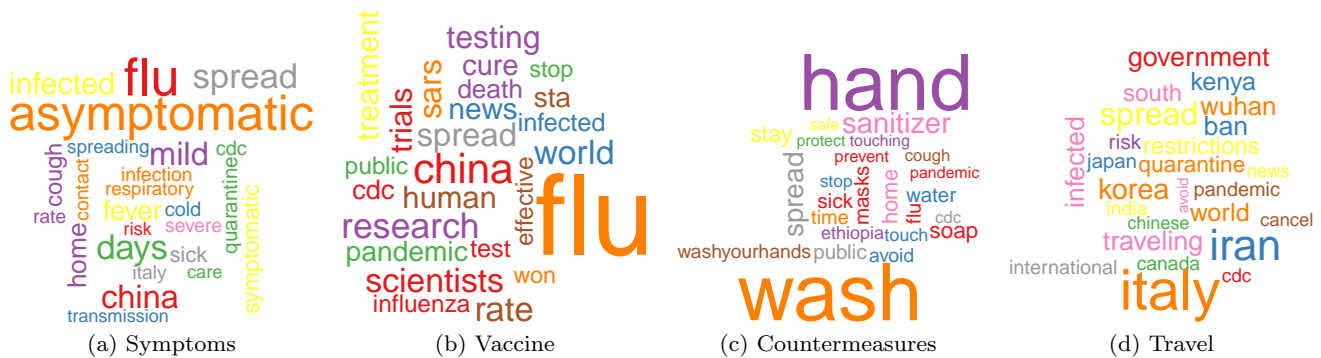 flu
spread
infected
asymptomatic
spreading
mild
cdc
cough
contact
infection
respiratory
quarantined
symptomatic
rate
fever
cold
risk
severe
home
days
sick
italy
care
china
transmission
(a) Symptoms
testing
treatment
cure
stop
sars
death
trials
news
sta
spread
infected
public
china
world
cdc
human
effective
flu
research
pandemic
test
scientists
won
influenza
rate
(b) Vaccine
hand
safe
sanitizer
stay
protect
touching
spread
prevent
cough
masks
home
pandemic
stop
sick
water
flu
time
cdc
ethiopia
touch
soap
washyourhands
public
avoid
wash
(c) Countermeasures
government
kenya
south
wuhan
spread
ban
infected
risk
restrictions
japan
quarantine
news
korea
avoid
pandemic
india
world
chinese
cancel
traveling
iran
international
canada
cdc
italy
(d) Travel